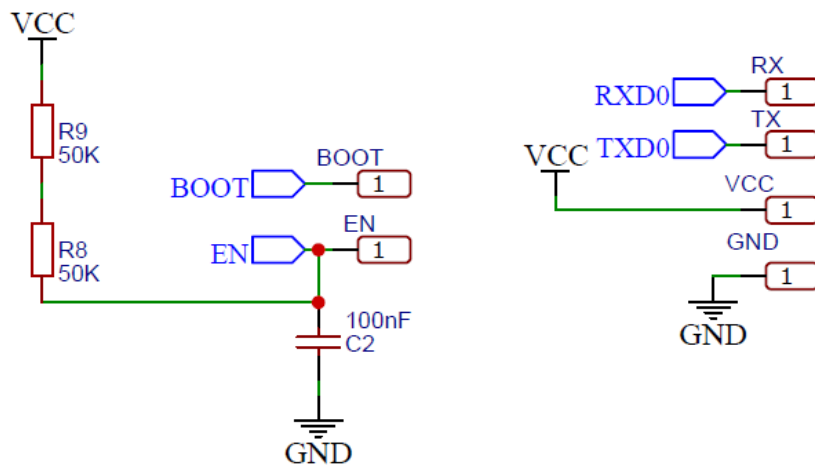 VCC
R9
50K
R8
50K
BOOT
BOOT
1
EN
EN
1
100nF
C2
GND
RX
RXD0
1
TX
TXD0
1
VCC
VCC
1
GND
1
GND